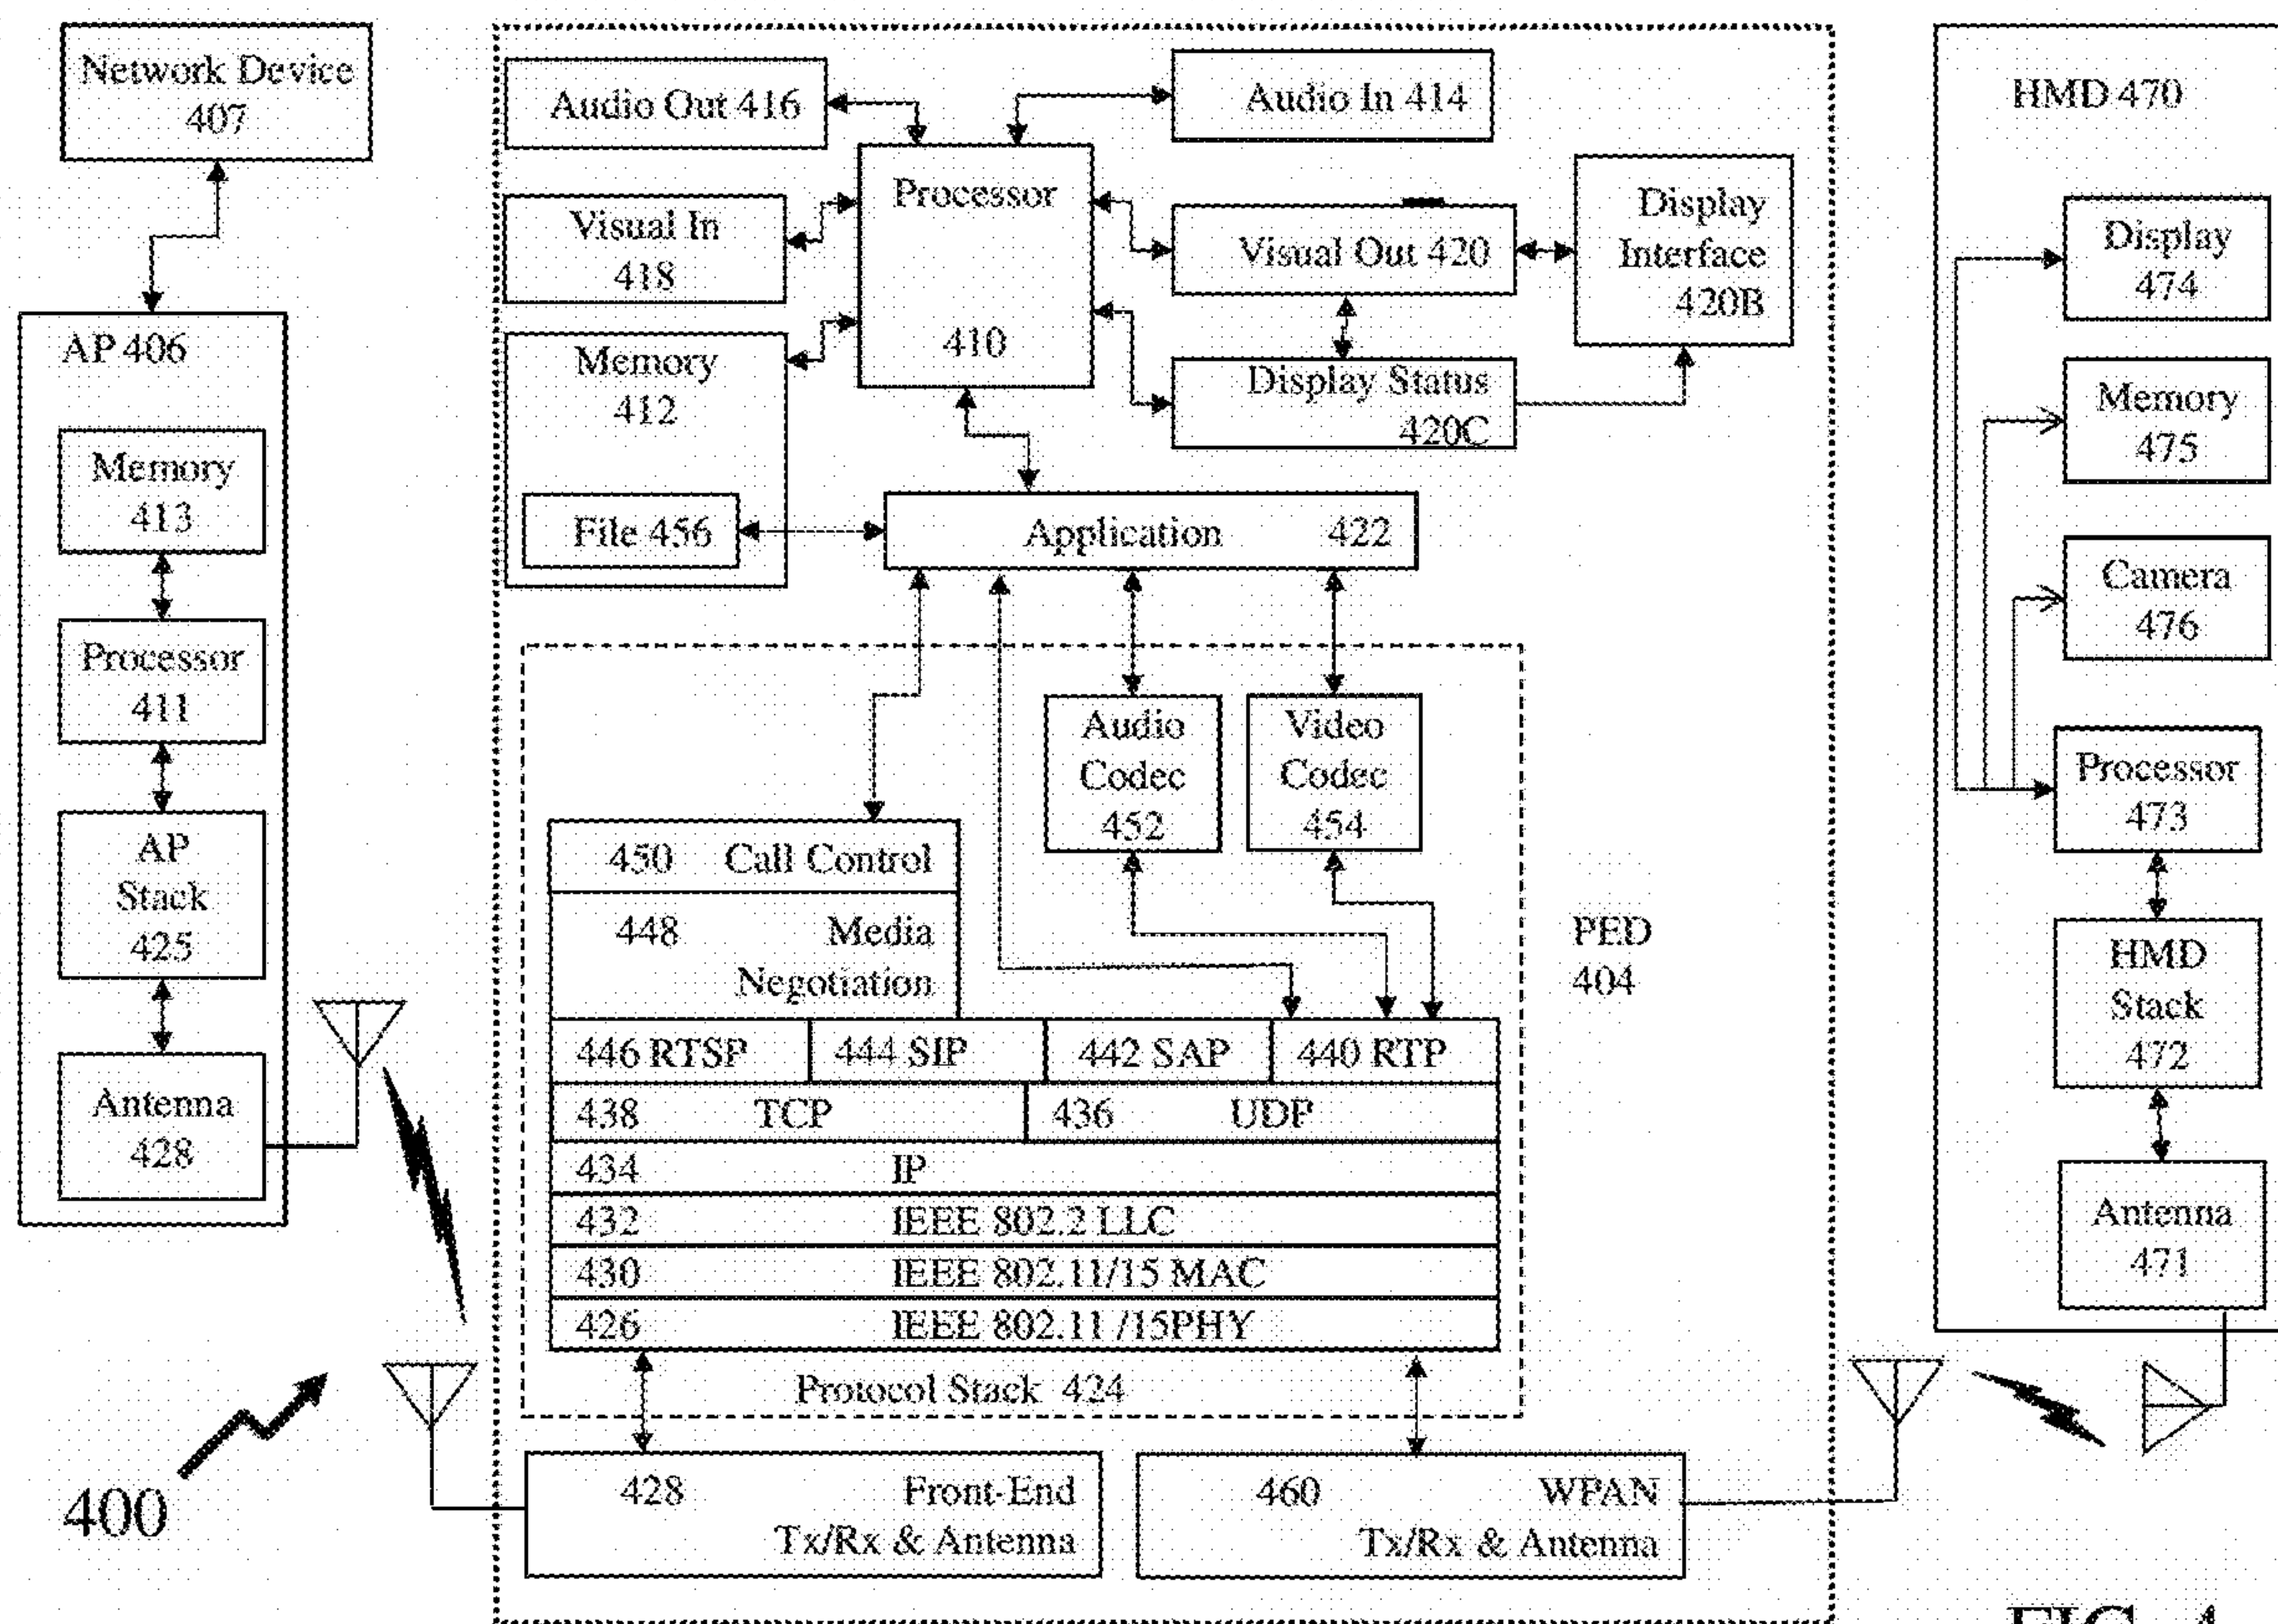 Network Device
407
AP 406
Memory
413
Processor
411
AP
Stack
425
Antenna
428
400
Audio Out 416
Audio In 414
Visual In
418
Processor
410
Visual Out 420
Display
Interface
420B
Memory
412
Display Status
420C
File 456
Application 422
Audio
Codec
452
Video
Codec
454
450 Call Control
448 Media
Negotiation
446 RTSP
444 SIP
442 SAP
440 RTP
438 TCP
436 UDP
434 IP
432 IEEE 802.2 LLC
430 IEEE 802.11/15 MAC
426 IEEE 802.11 /15PHY
Protocol Stack 424
PED
404
428 Front-End
Tx/Rx & Antenna
460 WPAN
Tx/Rx & Antenna
HMD 470
Display
474
Memory
475
Camera
476
Processor
473
HMD
Stack
472
Antenna
471
FIG. 4